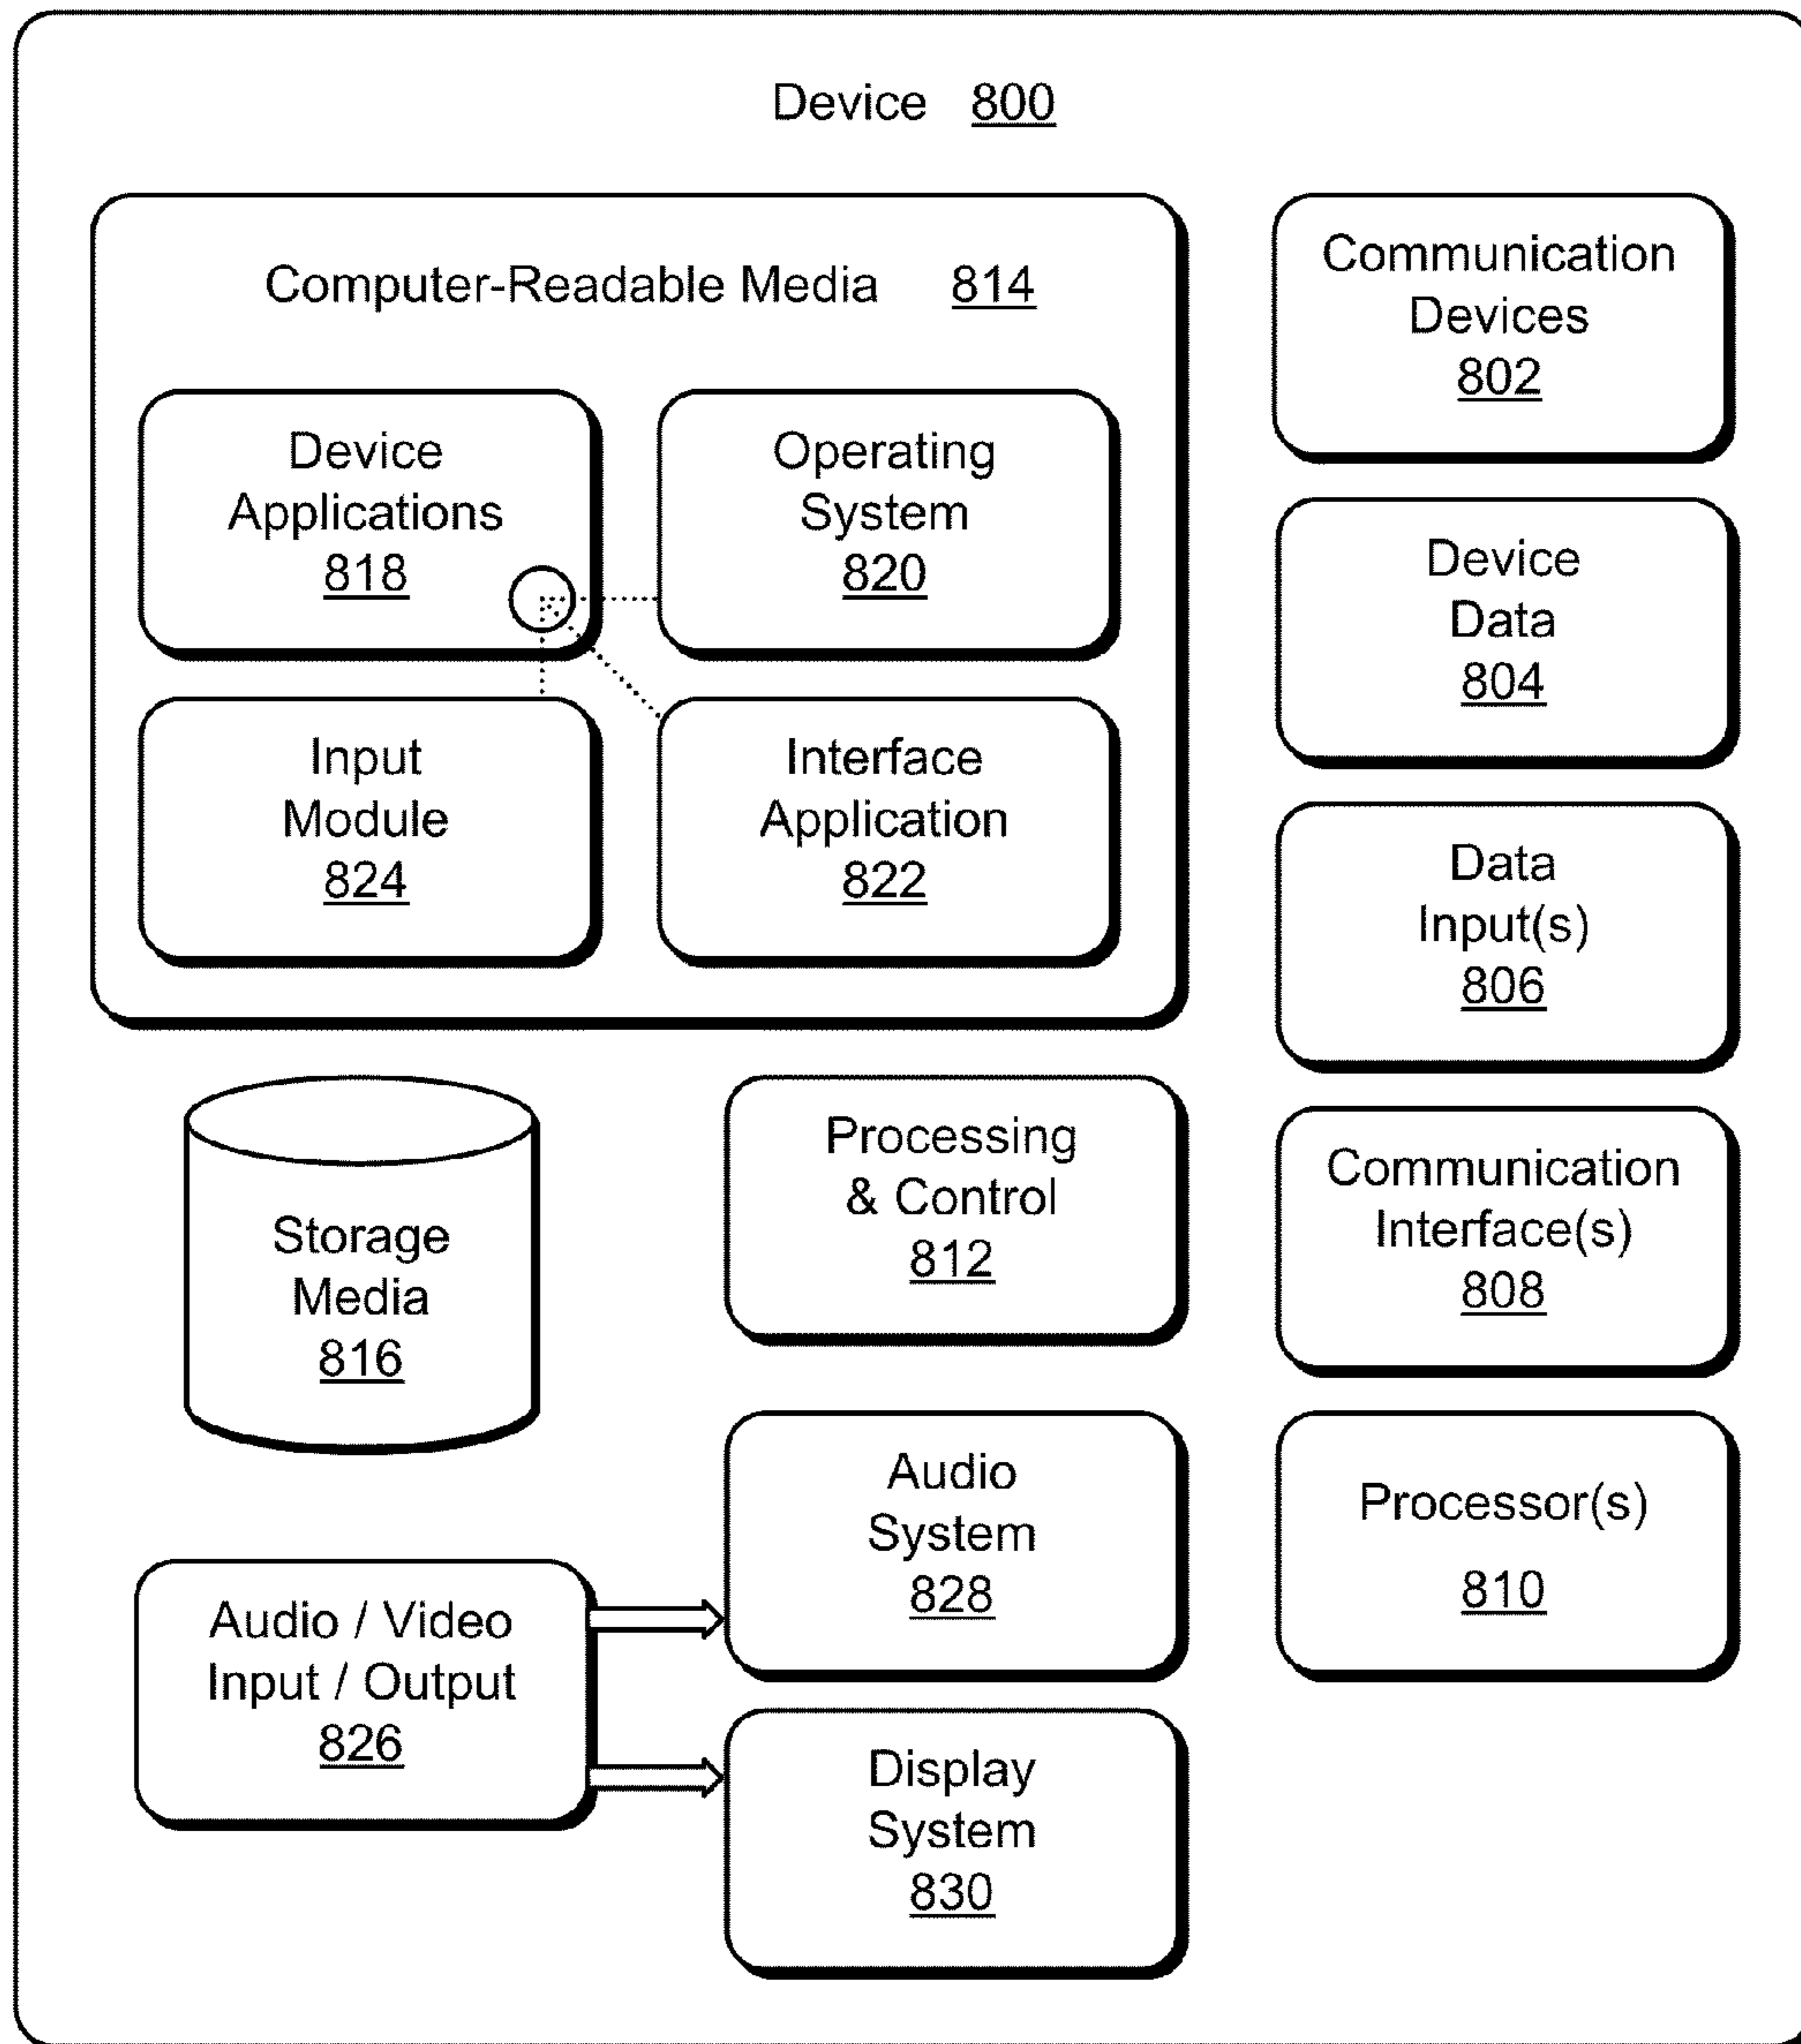 Device 800
Computer-Readable Media 814
Device
Applications
818
Operating
System
820
Input
Module
824
Interface
Application
822
Storage
Media
816
Processing
& Control
812
Audio / Video
Input / Output
826
Audio
System
828
Display
System
830
Communication
Devices
802
Device
Data
804
Data
Input(s)
806
Communication
Interface(s)
808
Processor(s)
810